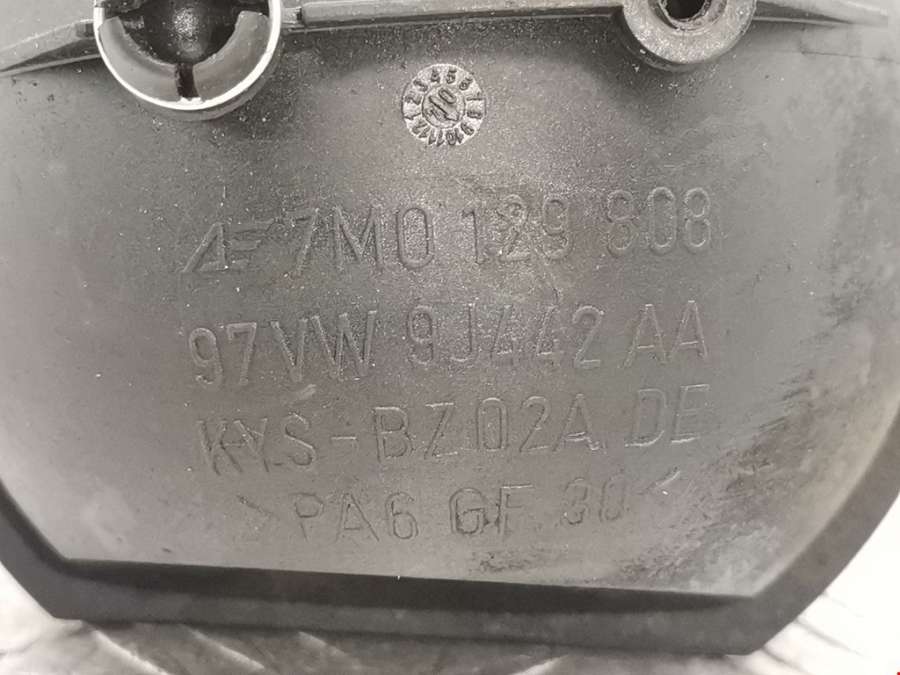 7M0 129 808
97VW 9J442 AA
KYS-BZ02A DE
>PA6 GF 30<